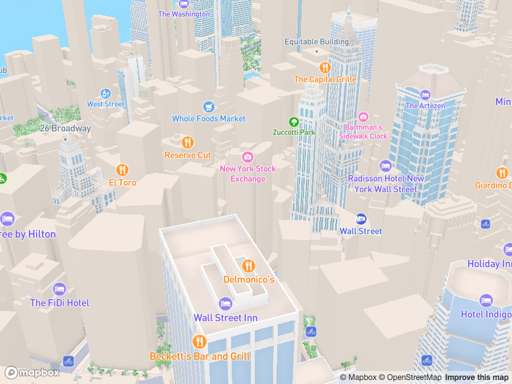 The Washington
Equitable Building
The Capital Grille
The Artezen
West Street
Whole Foods Market
Barthman's
Sidewalk Clock
26 Broadway
Zuccotti Park
Reserve Cut
New York Stock
Exchange
Radisson Hotel New
York Wall Street
El Toro
Giardino D
ree by Hilton
Wall Street
Holiday Inn
Delmonico's
The FiDi Hotel
Wall Street Inn
Hotel Indigo
Beckett's Bar and Grill
mapbox
© Mapbox © OpenStreetMap Improve this map